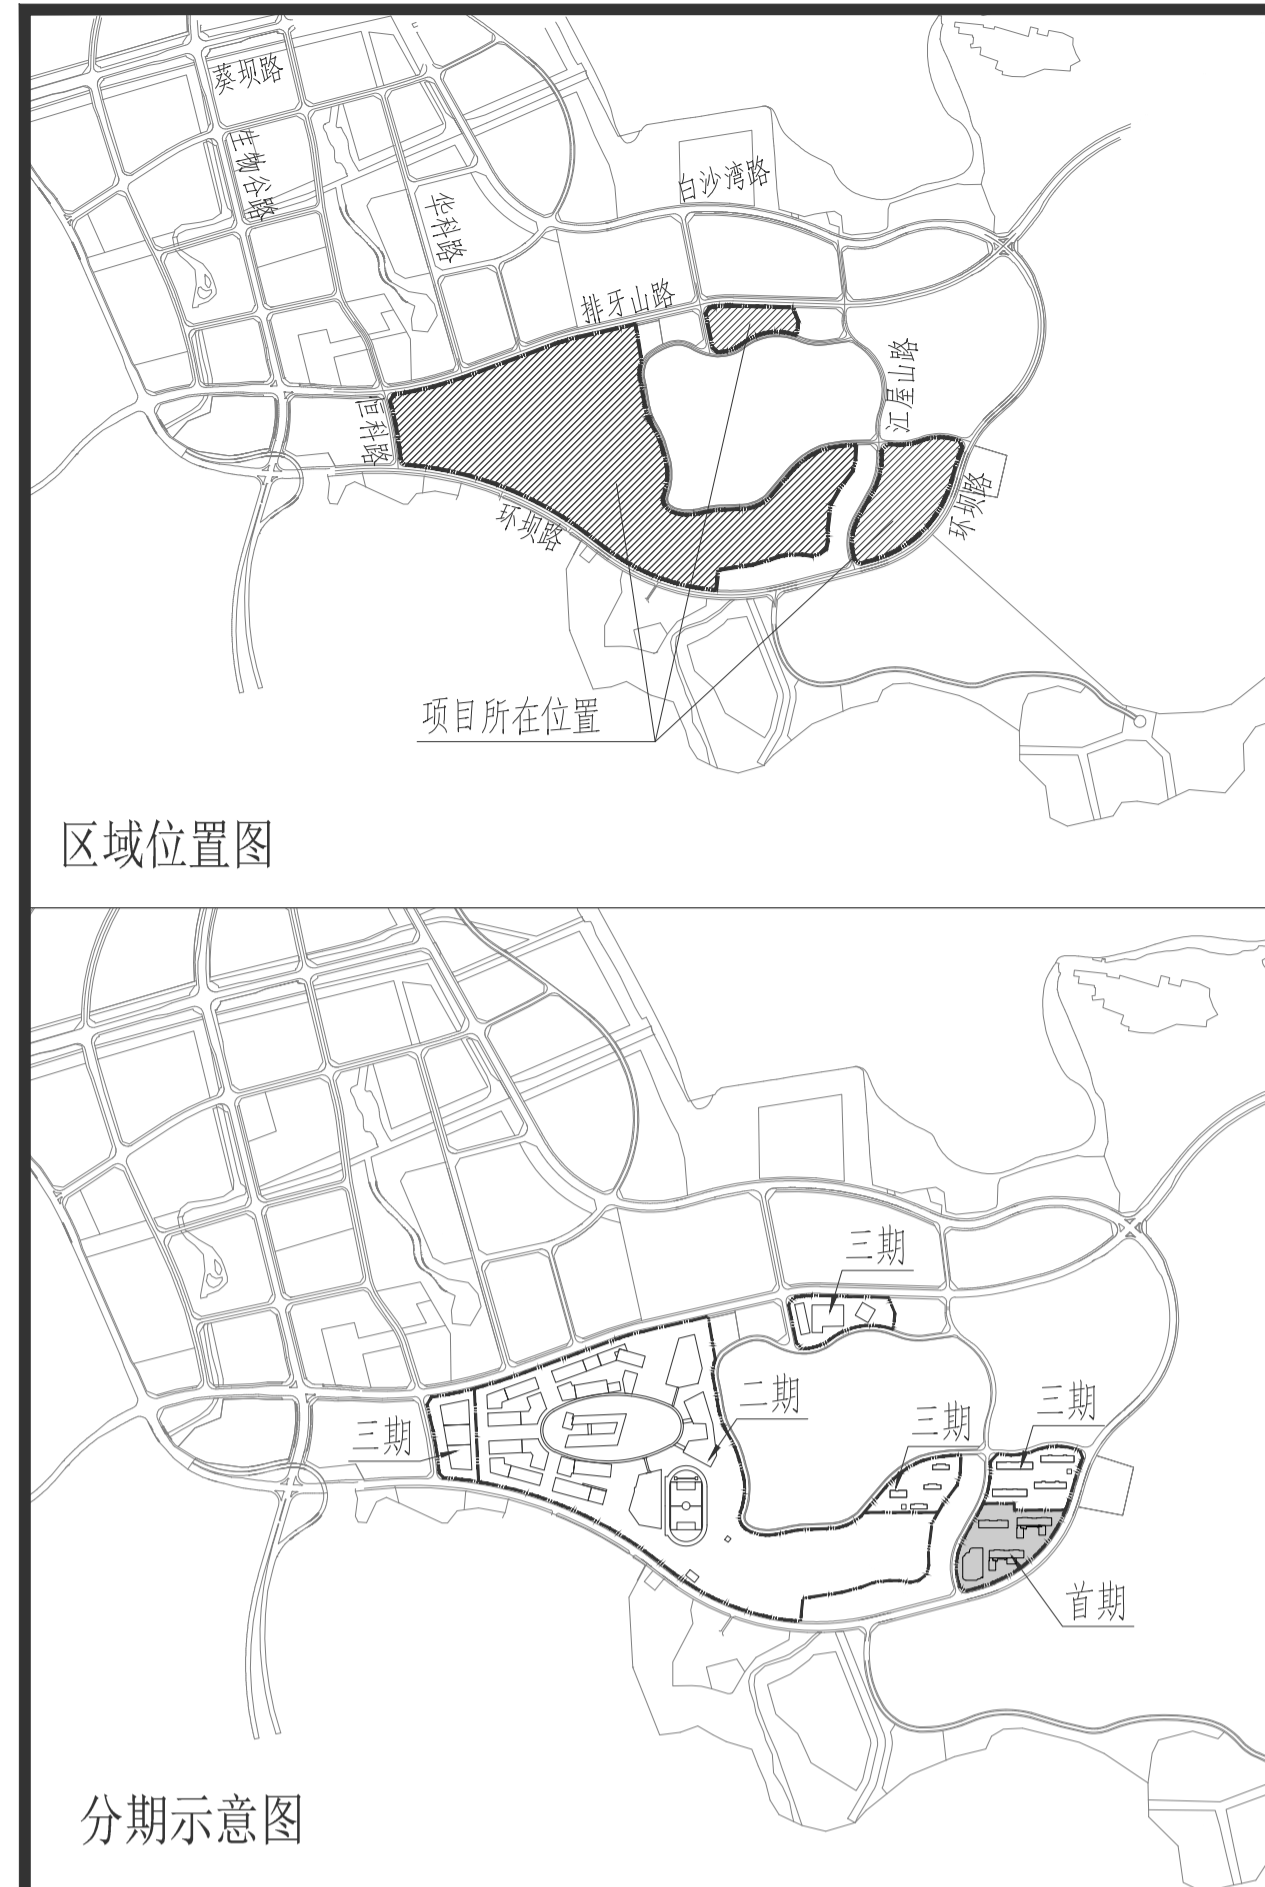 葵坝路
生物谷路
华科路
白沙湾路
排牙山路
江屋山路
恒科路
环坝路
环坝路
项目所在位置
区域位置图
三期
二期
三期
三期
三期
首期
分期示意图